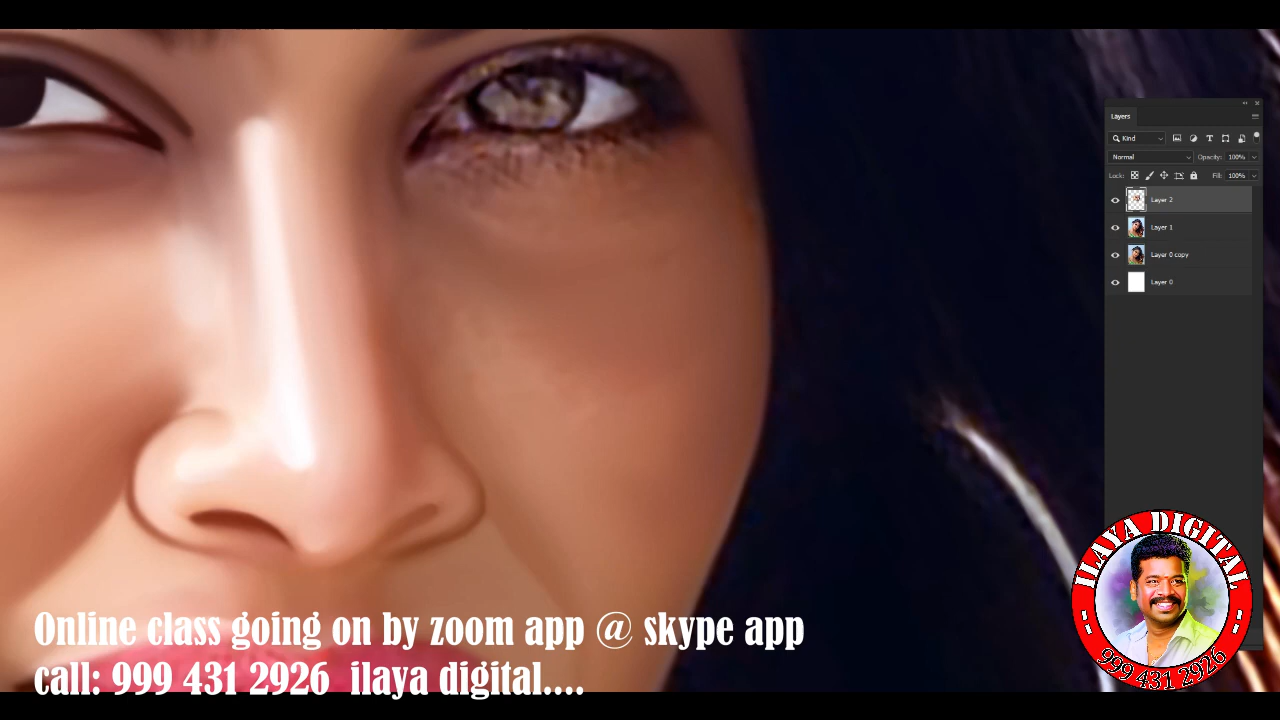 Layers
Kind
Normal
Opacity: 100%
Lock:
Fill: 100%
Layer 2
Layer 1
Layer 0 copy
Layer 0
ILAYA DIGITAL
999 431 2926
Online class going on by zoom app @ skype app
call: 999 431 2926 ilaya digital....